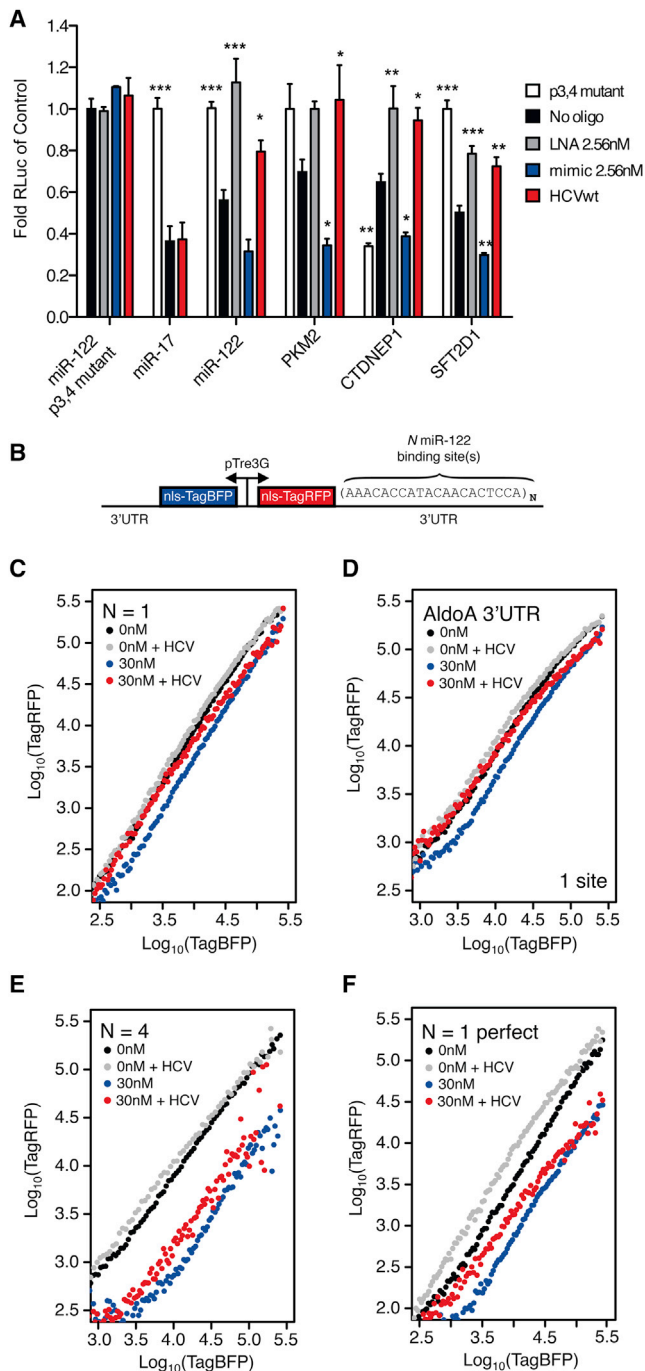 A
Fold RLuc of Control
1.4
1.2
1.0
0.8
0.6
0.4
0.2
0.0
***
***
***
*
*
*
*
**
*
*
***
***
**
**
p3,4 mutant
No oligo
LNA 2.56nM
mimic 2.56nM
HCVwt
miR-122
p3,4 mutant
miR-17
miR-122
PKM2
CTDNEP1
SFT2D1
B
pTre3G
N miR-122
binding site(s)
nls-TagBFP
nls-TagRFP
(AAACACCATACAACACTCCA)N
3'UTR
3'UTR
C
N = 1
0nM
0nM + HCV
30nM
30nM + HCV
Log10(TagRFP)
5.5
5.0
4.5
4.0
3.5
3.0
2.5
2.0
2.5 3.0 3.5 4.0 4.5 5.0 5.5
Log10(TagBFP)
D
AldoA 3'UTR
0nM
0nM + HCV
30nM
30nM + HCV
1 site
Log10(TagRFP)
5.5
5.0
4.5
4.0
3.5
3.0
2.5
3.0 3.5 4.0 4.5 5.0 5.5
Log10(TagBFP)
E
N = 4
0nM
0nM + HCV
30nM
30nM + HCV
Log10(TagRFP)
5.5
5.0
4.5
4.0
3.5
3.0
2.5
3.0 3.5 4.0 4.5 5.0 5.5
Log10(TagBFP)
F
N = 1 perfect
0nM
0nM + HCV
30nM
30nM + HCV
Log10(TagRFP)
5.5
5.0
4.5
4.0
3.5
3.0
2.5
2.0
2.5 3.5 4.5 5.5
Log10(TagBFP)